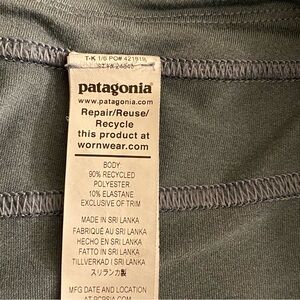 T-K 1/6 PO# 421519
patagonia®
www.patagonia.com
Repair/Reuse/
Recycle
this product at
wornwear.com
BODY:
90% RECYCLED
POLYESTER
10% ELASTANE
EXCLUSIVE OF TRIM
MADE IN SRI LANKA
FABRIQUÉ AU SRI LANKA
HECHO EN SRI LANKA
FATTO IN SRI LANKA
TILLVERKAD I SRI LANKA
スリランカ製
MFG DATE AND LOCATION